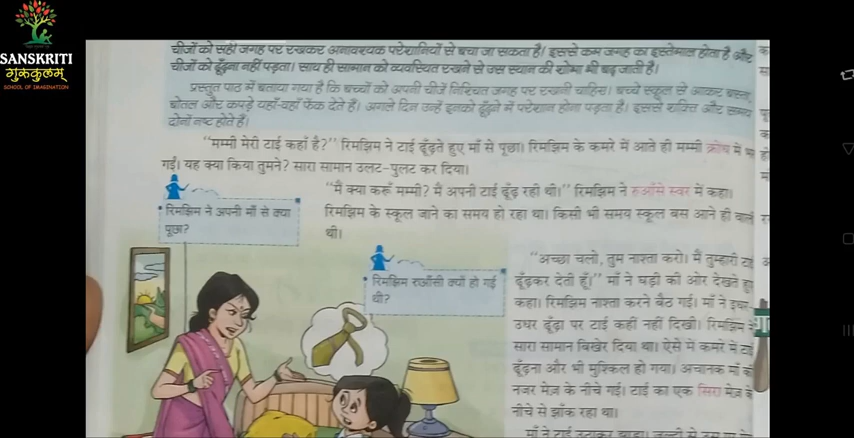 SANSKRITI
गुरुकुलम्
SCHOOL OF IMAGINATION
चीजों को सही जगह पर रखकर अनावश्यक परेशानियों से बचा जा सकता है। इससे कम जगह का इस्तेमाल होता है और
चीजों को ढूँढ़ना नहीं पड़ता। साथ ही सामान को व्यवस्थित रखने से उस स्थान की शोभा भी बढ़ जाती है।
प्रस्तुत पाठ में बताया गया है कि बच्चों को अपनी चीजें निश्चित जगह पर रखनी चाहिए। बच्चे स्कूल से आकर बस्ता,
बोतल और कपड़े यहाँ-वहाँ फेंक देते हैं। अगले दिन उन्हें इनको ढूँढ़ने में परेशान होना पड़ता है। इससे शक्ति और समय
दोनों नष्ट होते हैं।
“मम्मी मेरी टाई कहाँ है?” रिमझिम ने टाई ढूँढ़ते हुए माँ से पूछा। रिमझिम के कमरे में आते ही मम्मी क्रोध में भर
गईं। यह क्या किया तुमने? सारा सामान उलट-पुलट कर दिया।
“मैं क्या करूँ मम्मी? मैं अपनी टाई ढूँढ़ रही थी।” रिमझिम ने रुआँसे स्वर में कहा।
रिमझिम के स्कूल जाने का समय हो रहा था। किसी भी समय स्कूल बस आने ही वाली
थी।
रिमझिम ने अपनी माँ से क्या
पूछा?
“अच्छा चलो, तुम नाश्ता करो। मैं तुम्हारी
ढूँढ़कर देती हूँ।” माँ ने घड़ी की ओर देखते हुए
कहा। रिमझिम नाश्ता करने बैठ गई। माँ ने इधर-
उधर ढूँढ़ा पर टाई कहीं नहीं दिखी। रिमझिम ने
सारा सामान बिखेर दिया था। ऐसे में कमरे में
ढूँढ़ना और भी मुश्किल हो गया। अचानक माँ की
नजर मेज़ के नीचे गई। टाई का एक सिरा मेज़ के
नीचे से झाँक रहा था।
रिमझिम रुआँसी क्यों हो गई
थी?
माँ ने टाई उठाकर